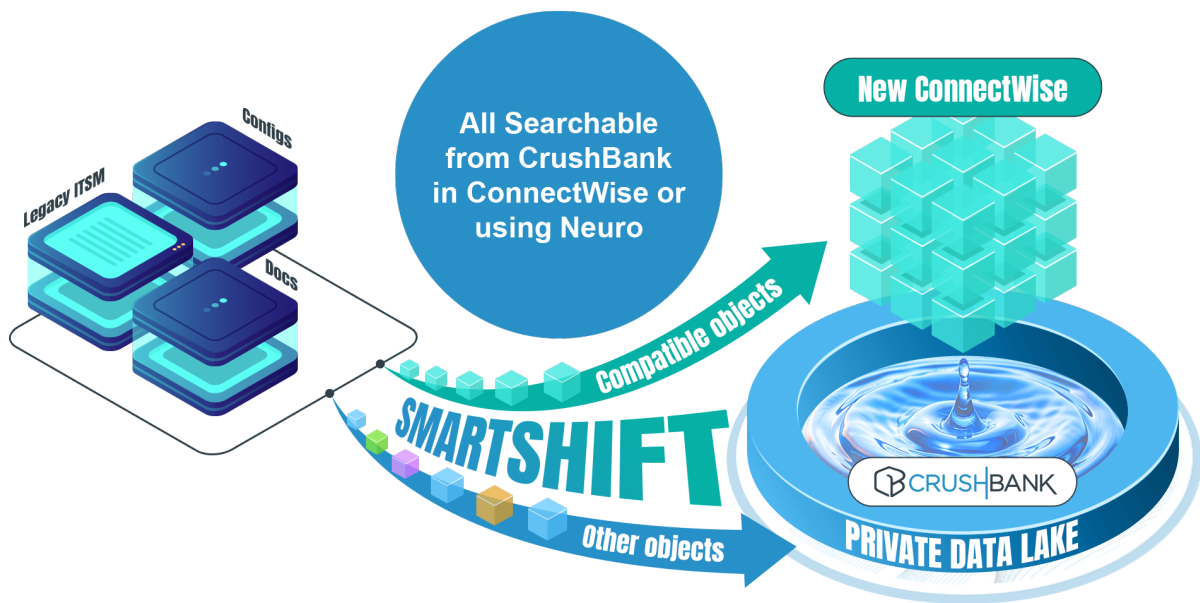 Configs
Legacy ITSM
Docs
All Searchable
from CrushBank
in ConnectWise or
using Neuro
New ConnectWise
Compatible objects
SMARTSHIFT
Other objects
CRUSHBANK
PRIVATE DATA LAKE